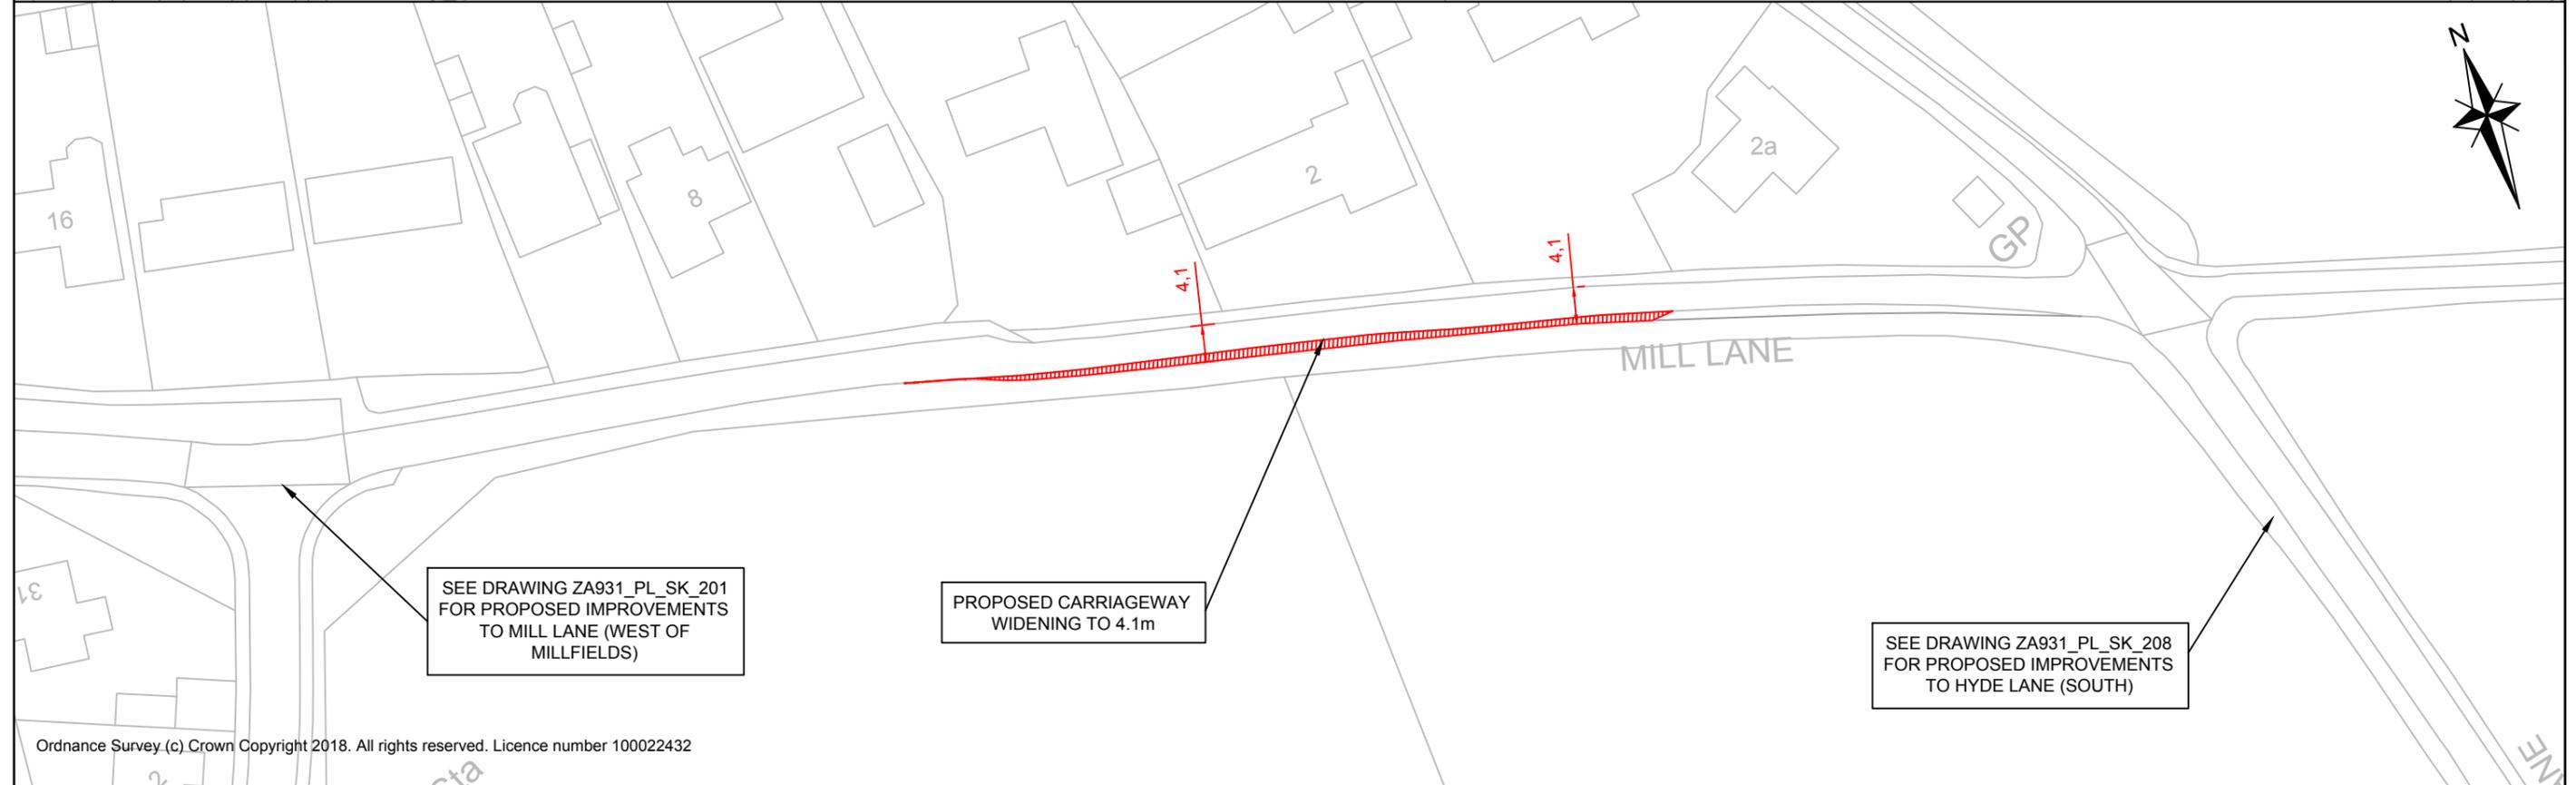 N
16
8
2
2a
GP
4,1
4,1
MILL LANE
31
SEE DRAWING ZA931_PL_SK_201
FOR PROPOSED IMPROVEMENTS
TO MILL LANE (WEST OF
MILLFIELDS)
PROPOSED CARRIAGEWAY
WIDENING TO 4.1m
SEE DRAWING ZA931_PL_SK_208
FOR PROPOSED IMPROVEMENTS
TO HYDE LANE (SOUTH)
Ordnance Survey (c) Crown Copyright 2018. All rights reserved. Licence number 100022432
2
Sta